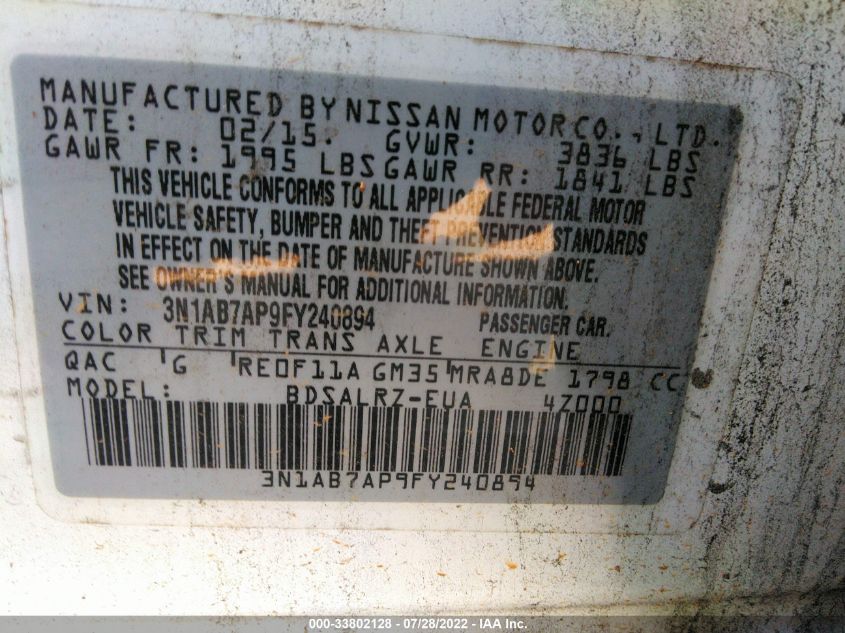 MANUFACTURED BY NISSAN MOTOR CO., LTD.
DATE: 02/15. GVWR: 3836 LBS
GAWR FR: 1995 LBS GAWR RR: 1841 LBS
THIS VEHICLE CONFORMS TO ALL APPLICABLE FEDERAL MOTOR
VEHICLE SAFETY, BUMPER AND THEFT PREVENTION STANDARDS
IN EFFECT ON THE DATE OF MANUFACTURE SHOWN ABOVE.
SEE OWNER'S MANUAL FOR ADDITIONAL INFORMATION.
VIN: 3N1AB7AP9FY240894 PASSENGER CAR.
COLOR TRIM TRANS AXLE ENGINE
QAC G RE0F11A GM35 MRA8DE 1798 CC
MODEL: BDSALRZ-EUA 4Z000
3N1AB7AP9FY240894
000-33802128 - 07/28/2022 - IAA Inc.